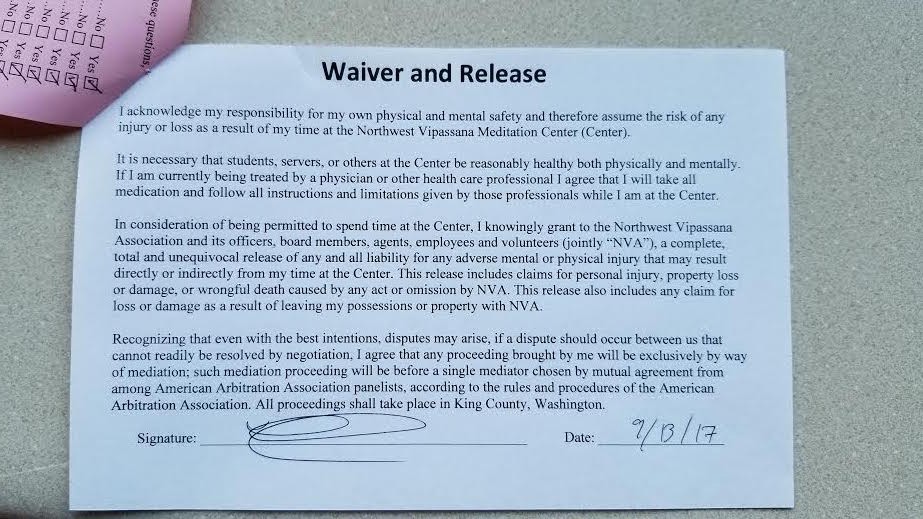 ese questions,
....No □ Yes ☑
...No □ Yes ☑
..No □ Yes ☑
..No □ Yes ☑
.No □ Yes ☑
No □ Yes ☑
Waiver and Release
I acknowledge my responsibility for my own physical and mental safety and therefore assume the risk of any
injury or loss as a result of my time at the Northwest Vipassana Meditation Center (Center).
It is necessary that students, servers, or others at the Center be reasonably healthy both physically and mentally.
If I am currently being treated by a physician or other health care professional I agree that I will take all
medication and follow all instructions and limitations given by those professionals while I am at the Center.
In consideration of being permitted to spend time at the Center, I knowingly grant to the Northwest Vipassana
Association and its officers, board members, agents, employees and volunteers (jointly “NVA”), a complete,
total and unequivocal release of any and all liability for any adverse mental or physical injury that may result
directly or indirectly from my time at the Center. This release includes claims for personal injury, property loss
or damage, or wrongful death caused by any act or omission by NVA. This release also includes any claim for
loss or damage as a result of leaving my possessions or property with NVA.
Recognizing that even with the best intentions, disputes may arise, if a dispute should occur between us that
cannot readily be resolved by negotiation, I agree that any proceeding brought by me will be exclusively by way
of mediation; such mediation proceeding will be before a single mediator chosen by mutual agreement from
among American Arbitration Association panelists, according to the rules and procedures of the American
Arbitration Association. All proceedings shall take place in King County, Washington.
Signature: Date: 9/13/17